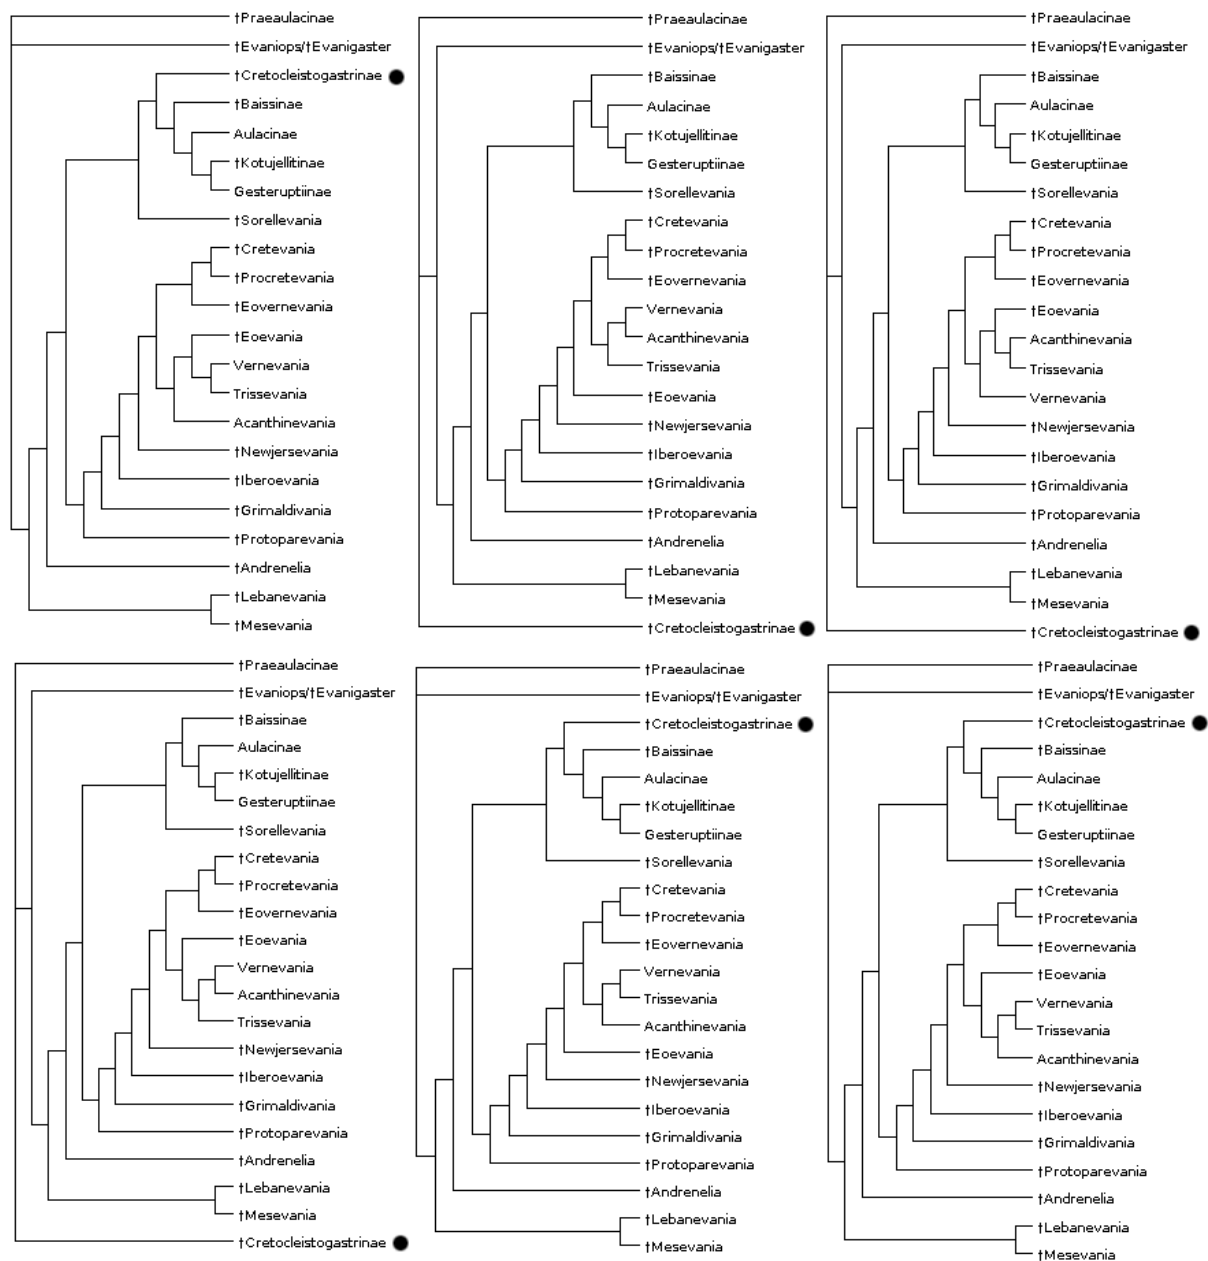 †Praeaulacinae
†Evaniops/†Evanigaster
†Cretocleistogastrinae
†Baissinae
Aulacinae
†Kotujellitinae
Gesteruptiinae
†Sorellevania
†Cretevania
†Procretevania
†Eovernevania
†Eoevania
Vernevania
Trissevania
Acanthinevania
†Newjersevania
†Iberoevania
†Grimaldivania
†Protoparevania
†Andrenelia
†Lebanevania
†Mesevania
†Praeaulacinae
†Evaniops/†Evanigaster
†Baissinae
Aulacinae
†Kotujellitinae
Gesteruptiinae
†Sorellevania
†Cretevania
†Procretevania
†Eovernevania
Vernevania
Acanthinevania
Trissevania
†Eoevania
†Newjersevania
†Iberoevania
†Grimaldivania
†Protoparevania
†Andrenelia
†Lebanevania
†Mesevania
†Cretocleistogastrinae
†Praeaulacinae
†Evaniops/†Evanigaster
†Baissinae
Aulacinae
†Kotujellitinae
Gesteruptiinae
†Sorellevania
†Cretevania
†Procretevania
†Eovernevania
†Eoevania
Acanthinevania
Trissevania
Vernevania
†Newjersevania
†Iberoevania
†Grimaldivania
†Protoparevania
†Andrenelia
†Lebanevania
†Mesevania
†Cretocleistogastrinae
†Praeaulacinae
†Evaniops/†Evanigaster
†Baissinae
Aulacinae
†Kotujellitinae
Gesteruptiinae
†Sorellevania
†Cretevania
†Procretevania
†Eovernevania
†Eoevania
Vernevania
Acanthinevania
Trissevania
†Newjersevania
†Iberoevania
†Grimaldivania
†Protoparevania
†Andrenelia
†Lebanevania
†Mesevania
†Cretocleistogastrinae
†Praeaulacinae
†Evaniops/†Evanigaster
†Cretocleistogastrinae
†Baissinae
Aulacinae
†Kotujellitinae
Gesteruptiinae
†Sorellevania
†Cretevania
†Procretevania
†Eovernevania
Vernevania
Trissevania
Acanthinevania
†Eoevania
†Newjersevania
†Iberoevania
†Grimaldivania
†Protoparevania
†Andrenelia
†Lebanevania
†Mesevania
†Praeaulacinae
†Evaniops/†Evanigaster
†Cretocleistogastrinae
†Baissinae
Aulacinae
†Kotujellitinae
Gesteruptiinae
†Sorellevania
†Cretevania
†Procretevania
†Eovernevania
†Eoevania
Vernevania
Trissevania
Acanthinevania
†Newjersevania
†Iberoevania
†Grimaldivania
†Protoparevania
†Andrenelia
†Lebanevania
†Mesevania